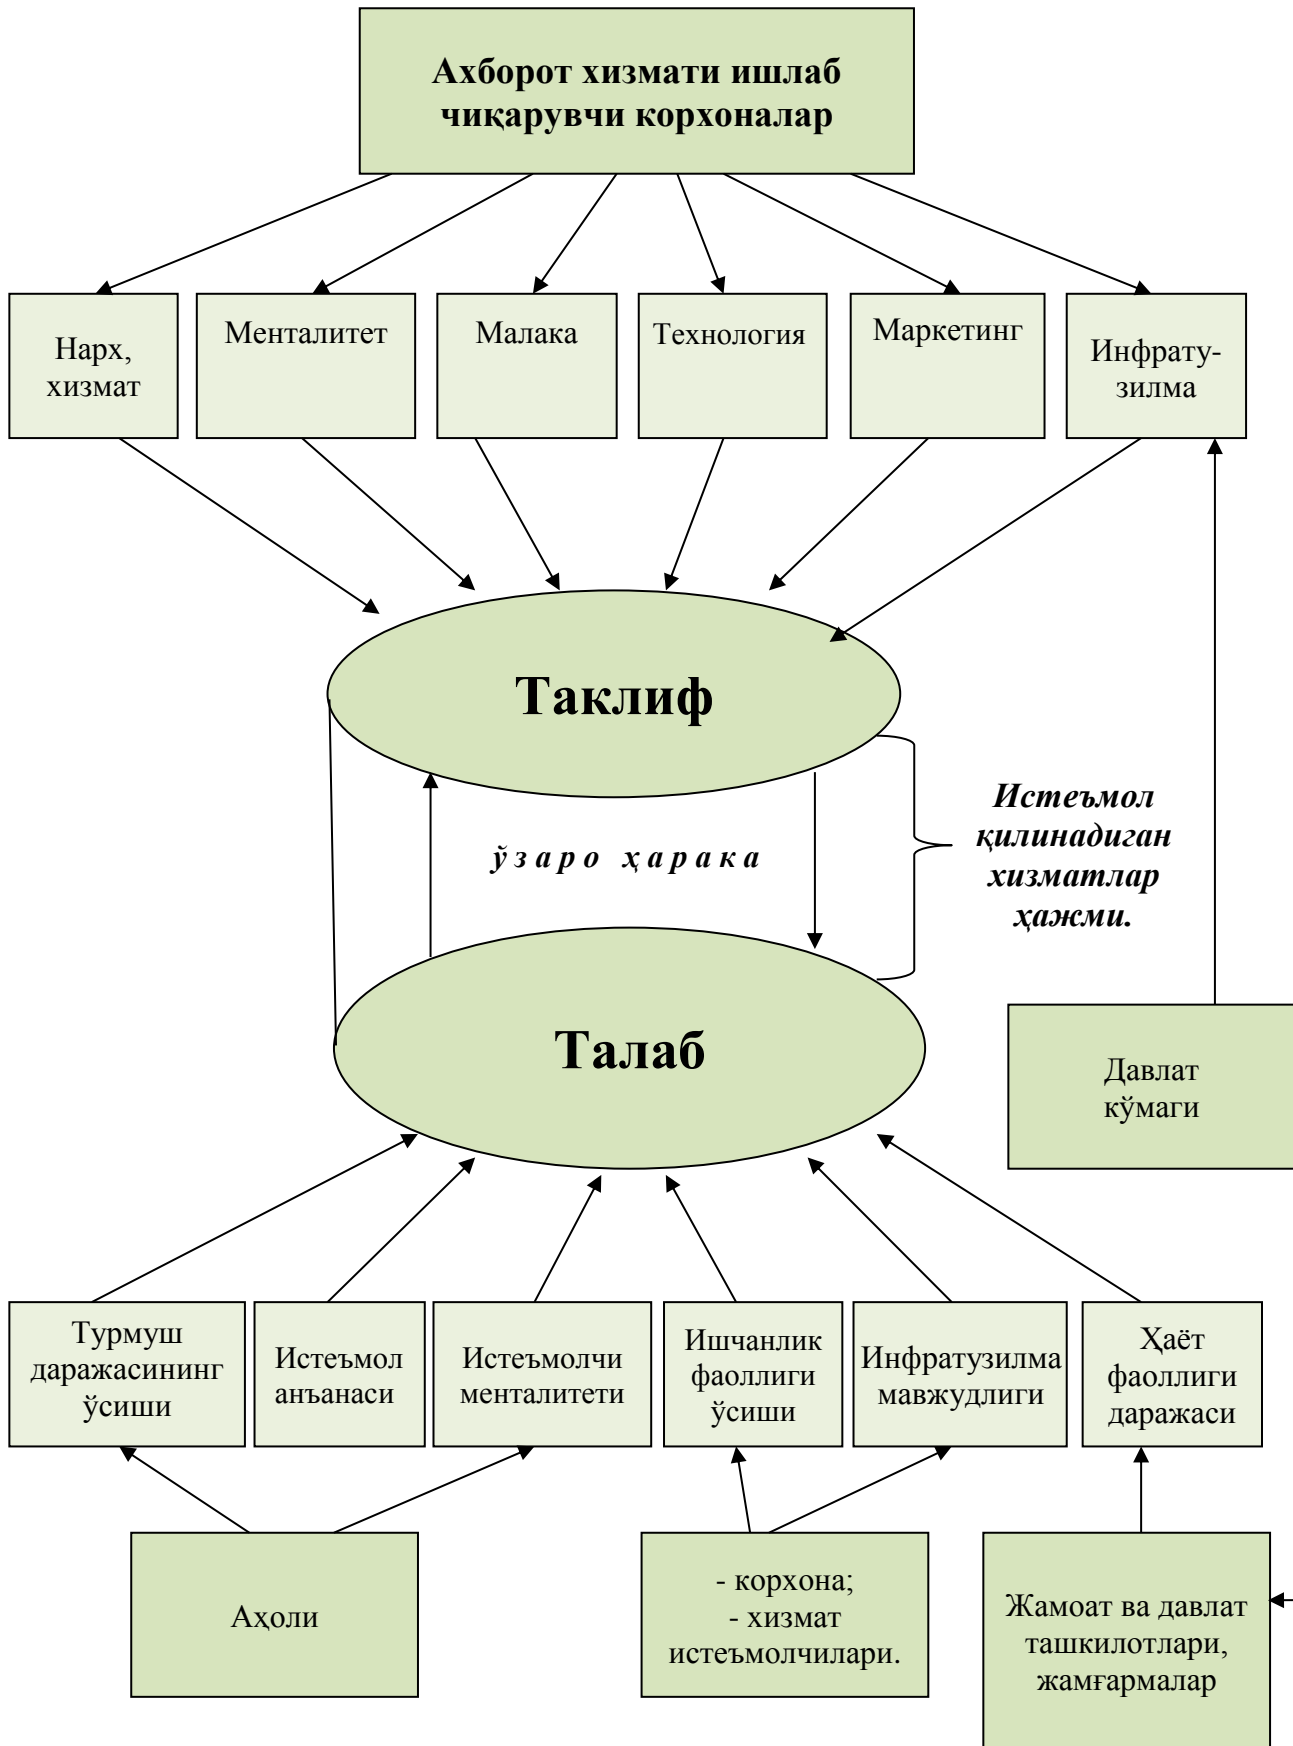 Ахборот хизмати ишлаб
чиқарувчи корхоналар
Нарх,
хизмат
Менталитет
Малака
Технология
Маркетинг
Инфрату-
зилма
Таклиф
ў з а р о ҳ а р а к а
Истеъмол
қилинадиган
хизматлар
ҳажми.
Талаб
Давлат
кўмаги
Турмуш
даражасининг
ўсиши
Истеъмол
анъанаси
Истеъмолчи
менталитети
Ишчанлик
фаоллиги
ўсиши
Инфратузилма
мавжудлиги
Ҳаёт
фаоллиги
даражаси
Аҳоли
- корхона;
- хизмат
истеъмолчилари.
Жамоат ва давлат
ташкилотлари,
жамғармалар